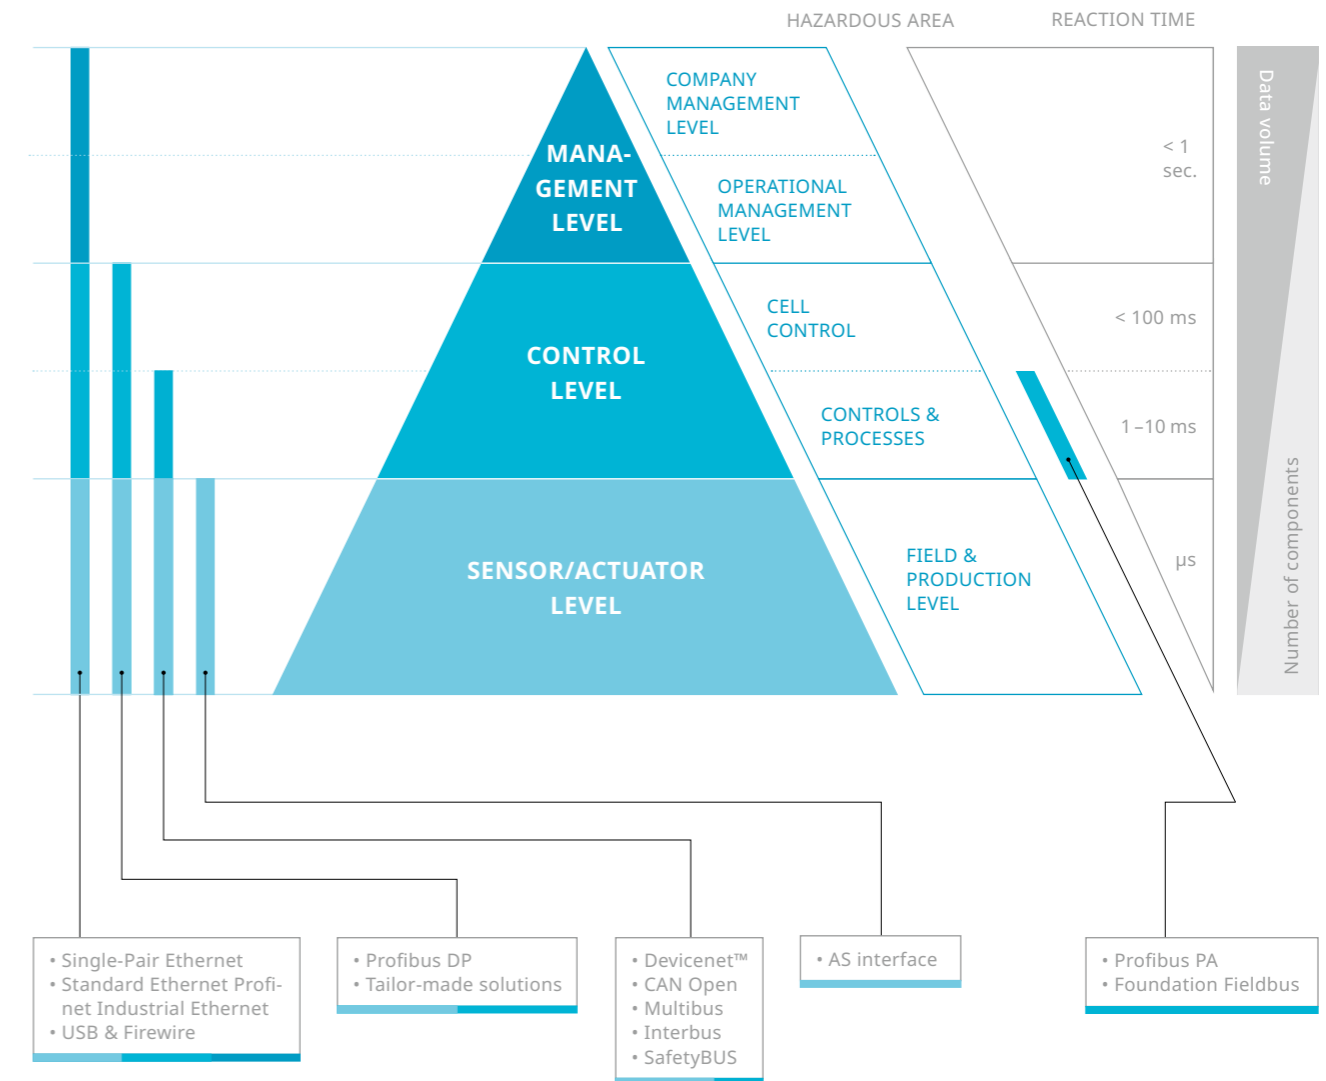 HAZARDOUS AREA
REACTION TIME
COMPANY
MANAGEMENT
LEVEL
OPERATIONAL
MANAGEMENT
LEVEL
CELL
CONTROL
CONTROLS &
PROCESSES
FIELD &
PRODUCTION
LEVEL
MANA-
GEMENT
LEVEL
CONTROL
LEVEL
SENSOR/ACTUATOR
LEVEL
< 1
sec.
< 100 ms
1–10 ms
µs
Data volume
Number of components
• Single-Pair Ethernet
• Standard Ethernet Profi-
net Industrial Ethernet
• USB & Firewire
• Profibus DP
• Tailor-made solutions
• Devicenet™
• CAN Open
• Multibus
• Interbus
• SafetyBUS
• AS interface
• Profibus PA
• Foundation Fieldbus